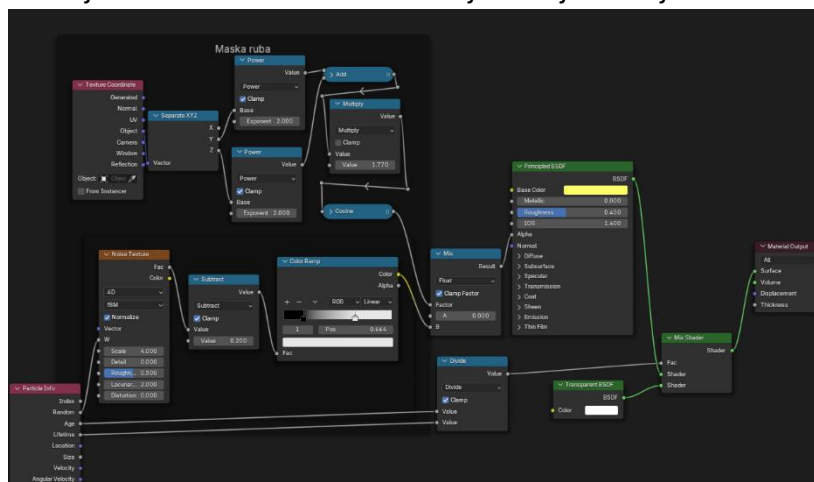 Maska ruba
Texture Coordinate
Generated
Normal
UV
Object
Camera
Window
Reflection
Object:
From Instancer
Separate XYZ
X
Y
Z
Vector
Power
Value
Power
Clamp
Base
Exponent 2.000
Power
Value
Power
Clamp
Base
Exponent 2.000
Add
Multiply
Value
Multiply
Clamp
Value
Value 1.770
Cosine
Noise Texture
Fac
Color
4D
fBM
Normalize
Vector
W
Scale 4.000
Detail 0.000
Roughn... 0.500
Lacunar... 2.000
Distortion 0.000
Subtract
Value
Subtract
Clamp
Value
Value 0.200
Color Ramp
Color
Alpha
RGB
Linear
1 Pos 0.664
Fac
Mix
Result
Float
Clamp Factor
Factor
A 0.000
B
Principled BSDF
BSDF
Base Color
Metallic 0.000
Roughness
IOR
Alpha
Normal
Diffuse
Subsurface
Specular
Transmission
Coat
Sheen
Emission
Thin Film
Divide
Value
Divide
Clamp
Value
Value
Transparent BSDF
BSDF
Color
Mix Shader
Shader
Fac
Shader
Shader
Material Output
All
Surface
Volume
Displacement
Thickness
Particle Info
Index
Random
Age
Lifetime
Location
Size
Velocity
Angular Velocity